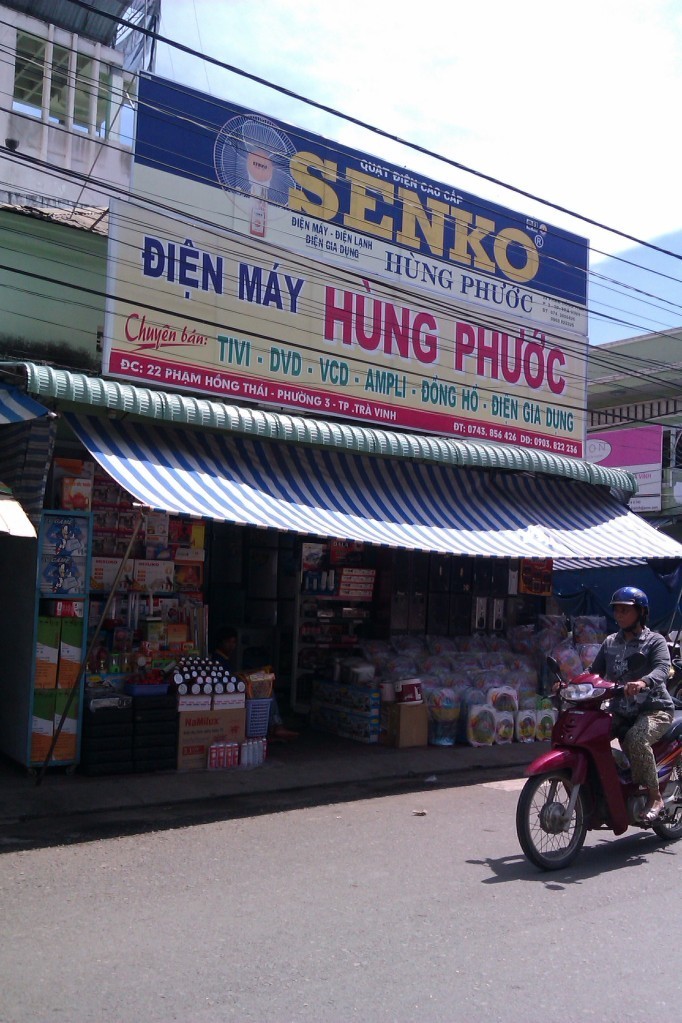 QUẠT ĐIỆN CAO CẤP
SENKO®
ĐIỆN MÁY - ĐIỆN LẠNH
ĐIỆN GIA DỤNG
HÙNG PHƯỚC
ĐIỆN MÁY HÙNG PHƯỚC
Chuyên bán: TIVI - DVD - VCD - AMPLI - ĐỒNG HỒ - ĐIỆN GIA DỤNG
ĐC: 22 PHẠM HỒNG THÁI - PHƯỜNG 3 - TP .TRÀ VINH
ĐT: 0743. 856 426 DĐ: 0903. 822 256